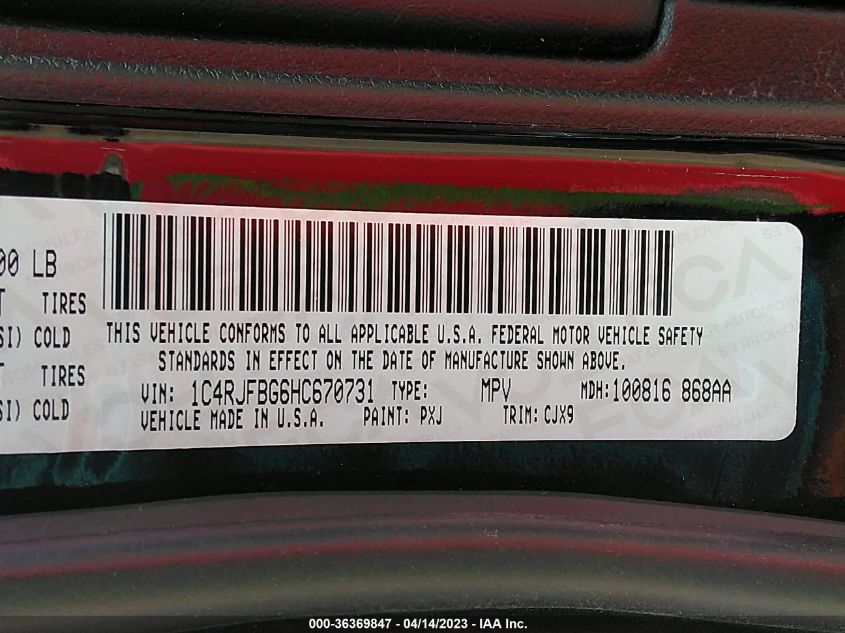 00 LB
T TIRES
SI) COLD
T TIRES
SI) COLD
THIS VEHICLE CONFORMS TO ALL APPLICABLE U.S.A. FEDERAL MOTOR VEHICLE SAFETY
STANDARDS IN EFFECT ON THE DATE OF MANUFACTURE SHOWN ABOVE.
VIN: 1C4RJFBG6HC670731 TYPE: MPV MDH:100816 868AA
VEHICLE MADE IN U.S.A. PAINT: PXJ TRIM:CJX9
000-36369847 - 04/14/2023 - IAA Inc.